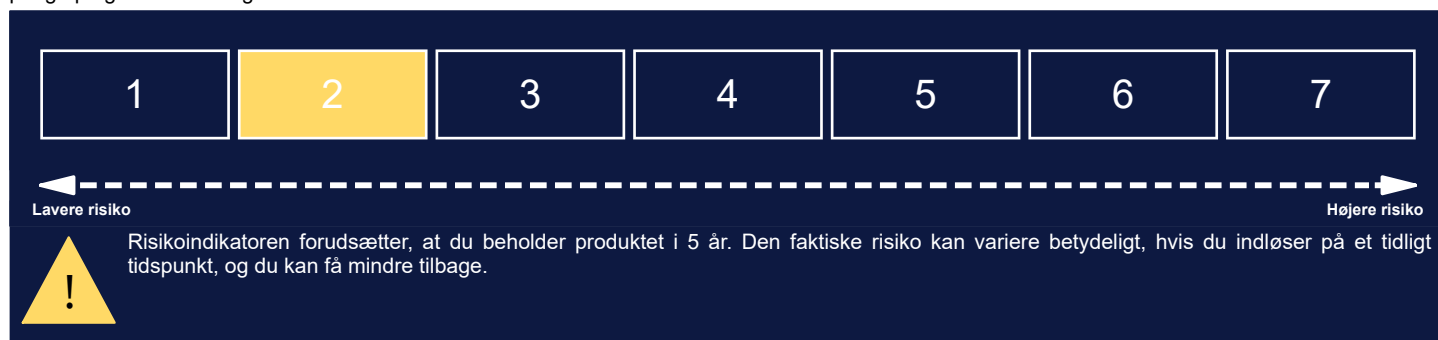 1 2 3 4 5 6 7
Lavere risiko Højere risiko
Risikoindikatoren forudsætter, at du beholder produktet i 5 år. Den faktiske risiko kan variere betydeligt, hvis du indløser på et tidligt
tidspunkt, og du kan få mindre tilbage.
!